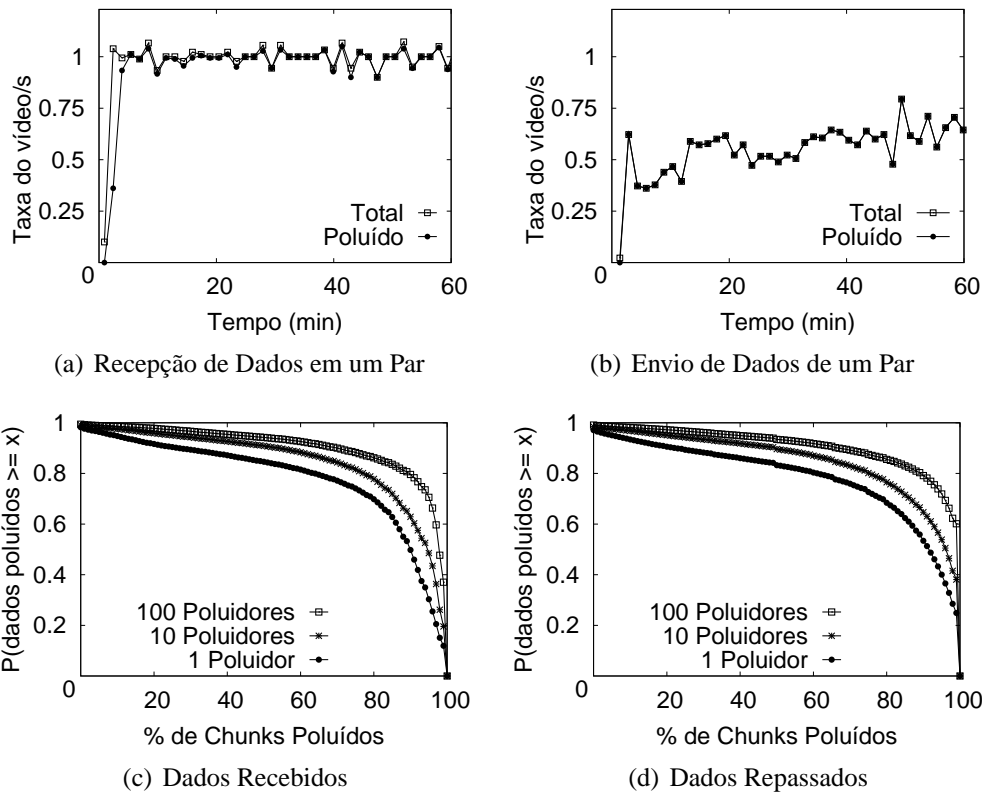 1
0.75
0.5
0.25
0
20
40
60
Taxa do vídeo/s
Tempo (min)
Total
Poluído
(a) Recepção de Dados em um Par
1
0.75
0.5
0.25
0
20
40
60
Taxa do vídeo/s
Tempo (min)
Total
Poluído
(b) Envio de Dados de um Par
1
0.8
0.6
0.4
0.2
0
20
40
60
80
100
P(dados poluídos >= x)
% de Chunks Poluídos
100 Poluidores
10 Poluidores
1 Poluidor
(c) Dados Recebidos
1
0.8
0.6
0.4
0.2
0
20
40
60
80
100
P(dados poluídos >= x)
% de Chunks Poluídos
100 Poluidores
10 Poluidores
1 Poluidor
(d) Dados Repassados